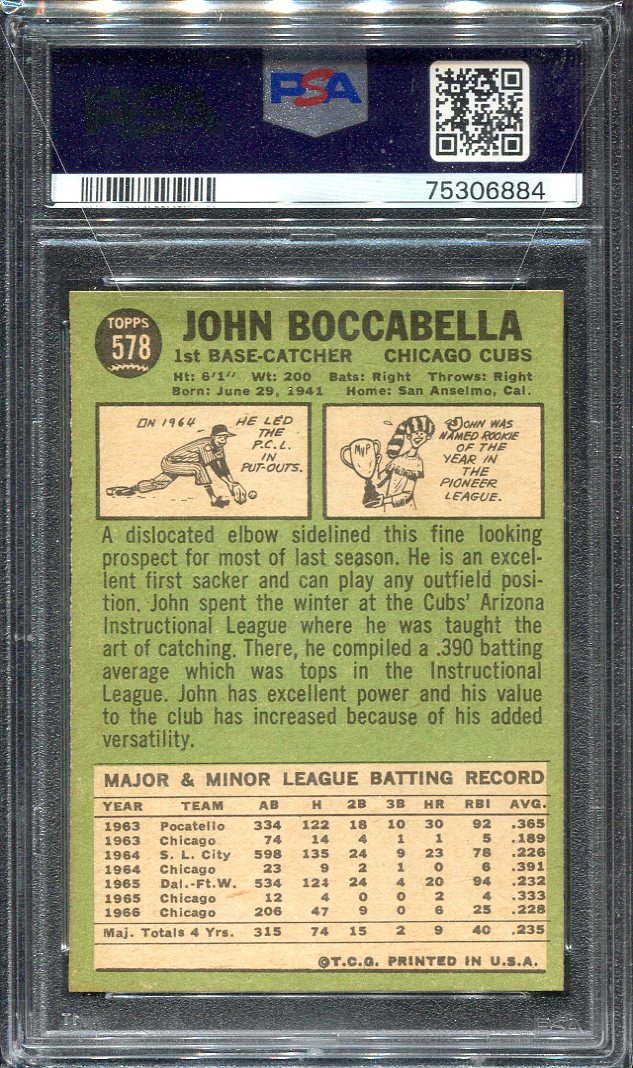 PSA
75306884
TOPPS
578
JOHN BOCCABELLA
1st BASE-CATCHER CHICAGO CUBS
Ht: 6'1" Wt: 200 Bats: Right Throws: Right
Born: June 29, 1941 Home: San Anselmo, Cal.
IN 1964
HE LED
THE
P.C.L.
IN
PUT-OUTS.
MVP
JOHN WAS
NAMED ROOKIE
OF THE
YEAR IN
THE
PIONEER
LEAGUE.
A dislocated elbow sidelined this fine looking
prospect for most of last season. He is an excel-
lent first sacker and can play any outfield posi-
tion. John spent the winter at the Cubs' Arizona
Instructional League where he was taught the
art of catching. There, he compiled a .390 batting
average which was tops in the Instructional
League. John has excellent power and his value
to the club has increased because of his added
versatility.
MAJOR & MINOR LEAGUE BATTING RECORD
YEAR TEAM AB H 2B 3B HR RBI AVG.
1963 Pocatello 334 122 18 10 30 92 .365
1963 Chicago 74 14 4 1 1 5 .189
1964 S. L. City 598 135 24 9 23 78 .226
1964 Chicago 23 9 2 1 0 6 .391
1965 Dal.-Ft.W. 534 124 24 4 20 94 .232
1965 Chicago 12 4 0 0 2 4 .333
1966 Chicago 206 47 9 0 6 25 .228
Maj. Totals 4 Yrs. 315 74 15 2 9 40 .235
©T.C.G. PRINTED IN U.S.A.
PSA